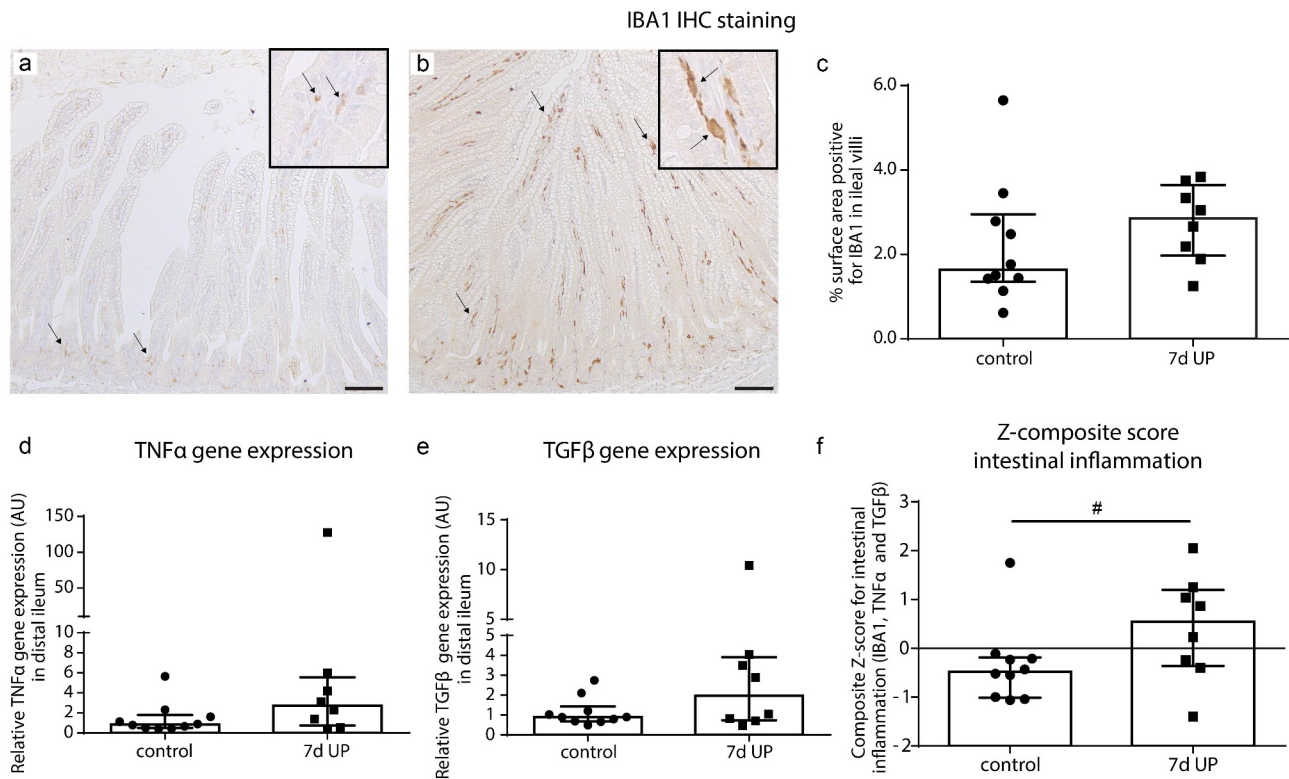 IBA1 IHC staining
a
b
c
% surface area positive
for IBA1 in ileal villi
6.0
4.0
2.0
0.0
control
7d UP
d
TNFα gene expression
Relative TNFα gene expression (AU)
in distal ileum
150
100
50
10
8
6
4
2
0
control
7d UP
e
TGFβ gene expression
Relative TGFβ gene expression (AU)
in distal ileum
15
10
5
5
4
3
2
1
0
control
7d UP
f
Z-composite score
intestinal inflammation
Composite Z-score for intestinal
inflammation (IBA1, TNFα and TGFβ)
3
2
1
0
-1
-2
#
control
7d UP